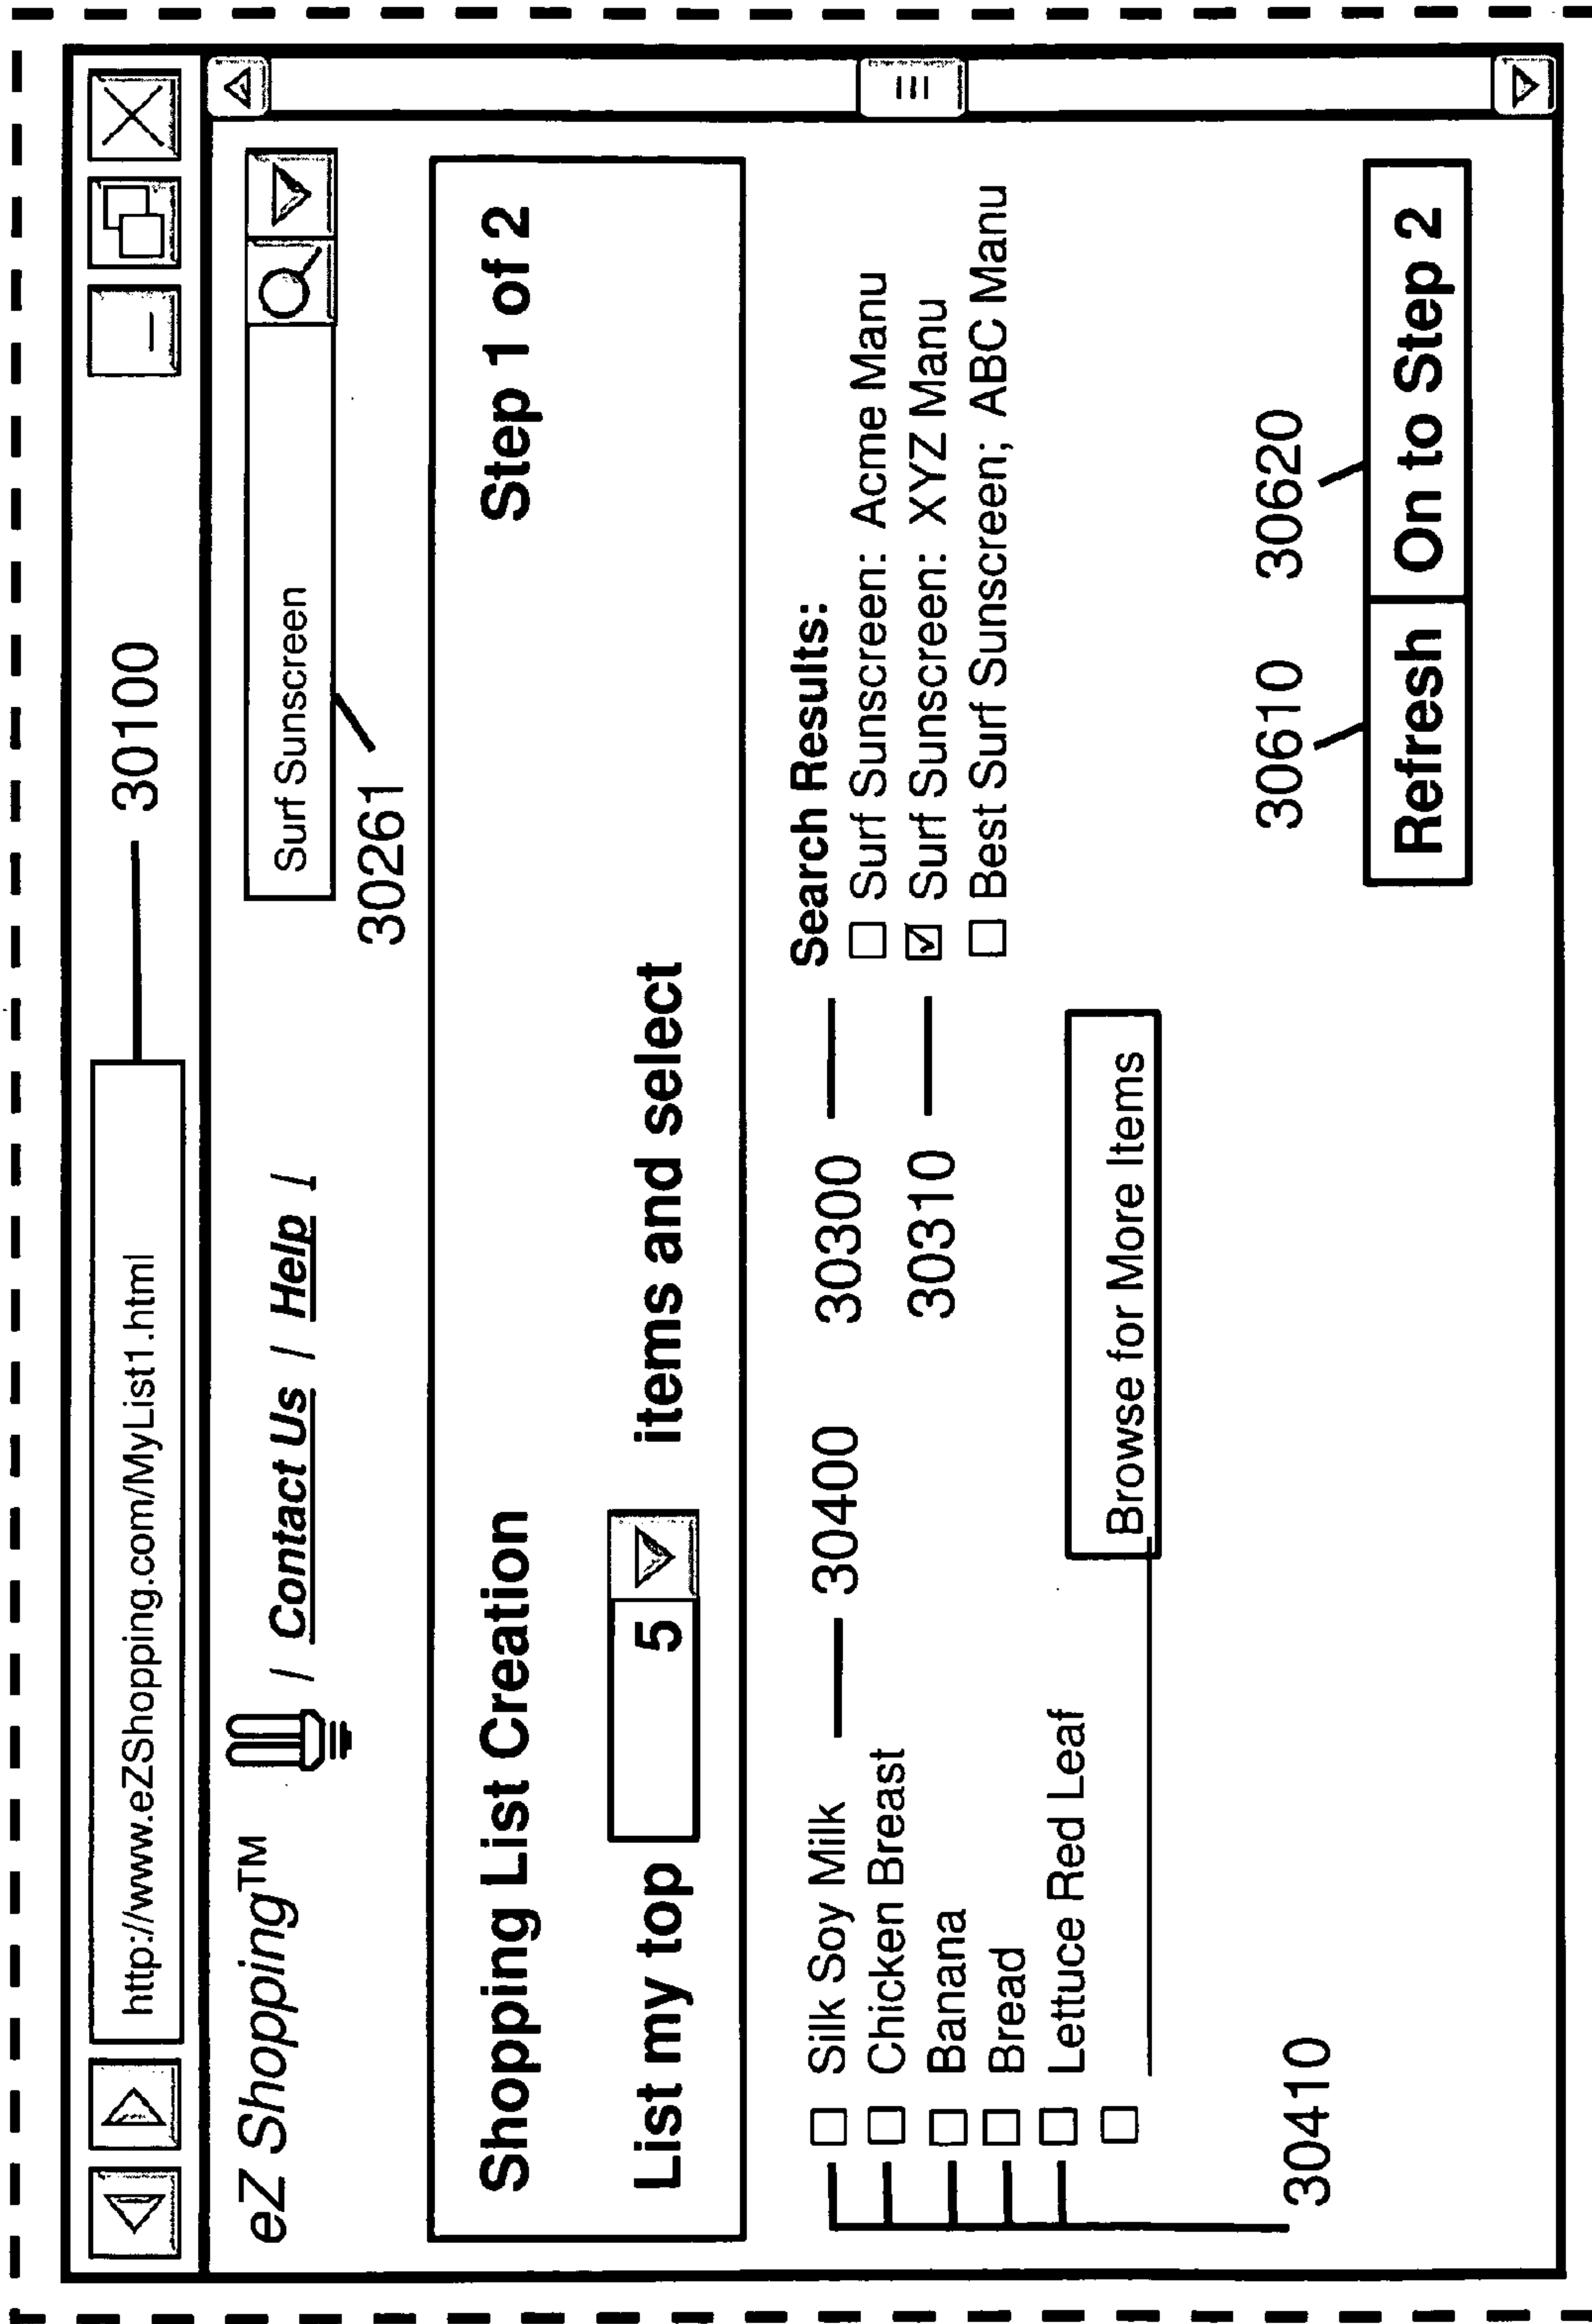 http://www.eZShopping.com/MyList1.html
30100
eZ Shopping™ / Contact Us / Help /
Surf Sunscreen
30261
Shopping List Creation
Step 1 of 2
List my top 5 items and select
Silk Soy Milk
30400
30300
Search Results:
Chicken Breast
Surf Sunscreen: Acme Manu
Banana
30310
Surf Sunscreen: XYZ Manu
Bread
Best Surf Sunscreen; ABC Manu
Lettuce Red Leaf
Browse for More Items
30410
30610
30620
Refresh
On to Step 2